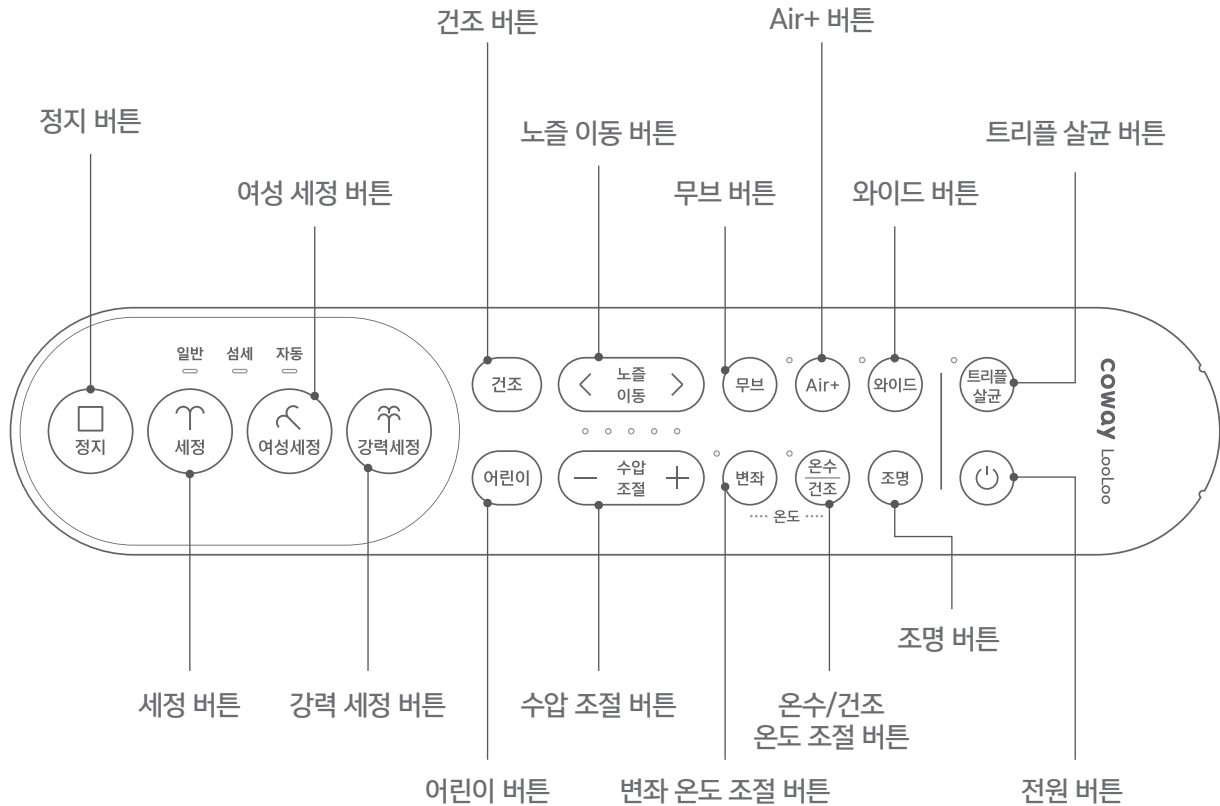 건조 버튼
Air+ 버튼
정지 버튼
노즐 이동 버튼
트리플 살균 버튼
여성 세정 버튼
무브 버튼
와이드 버튼
일반
섬세
자동
정지
세정
여성세정
강력세정
건조
노즐
이동
무브
Air+
와이드
트리플
살균
어린이
수압
조절
변좌
온수
건조
조명
온도
coway LooLoo
조명 버튼
세정 버튼
강력 세정 버튼
수압 조절 버튼
온수/건조
온도 조절 버튼
어린이 버튼
변좌 온도 조절 버튼
전원 버튼